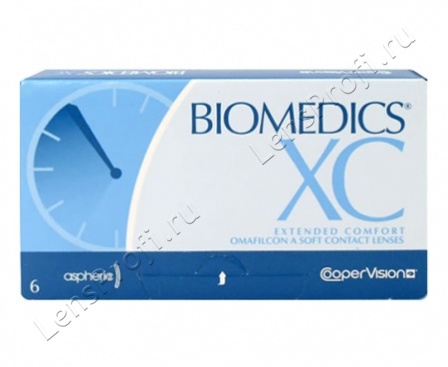 BIOMEDICS®
XC
EXTENDED COMFORT
OMAFILCON A SOFT CONTACT LENSES
6 aspheric CooperVision
LensProfi.ru
LensProfi.ru
LensProfi.ru